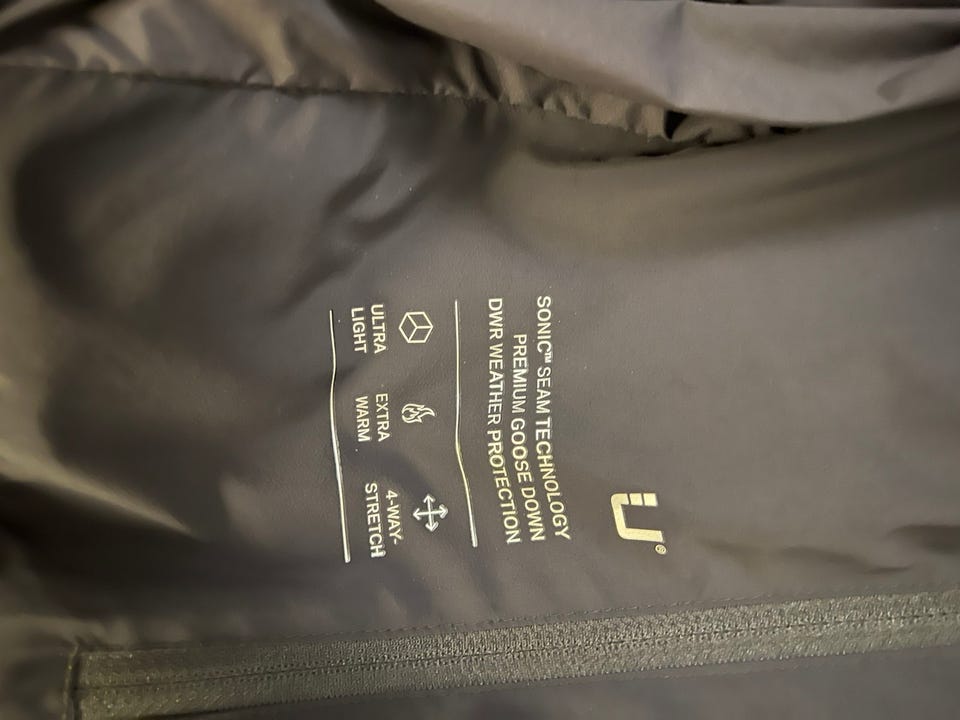 Ü®
SONIC™ SEAM TECHNOLOGY
PREMIUM GOOSE DOWN
DWR WEATHER PROTECTION
ULTRA
LIGHT
EXTRA
WARM
4-WAY-
STRETCH